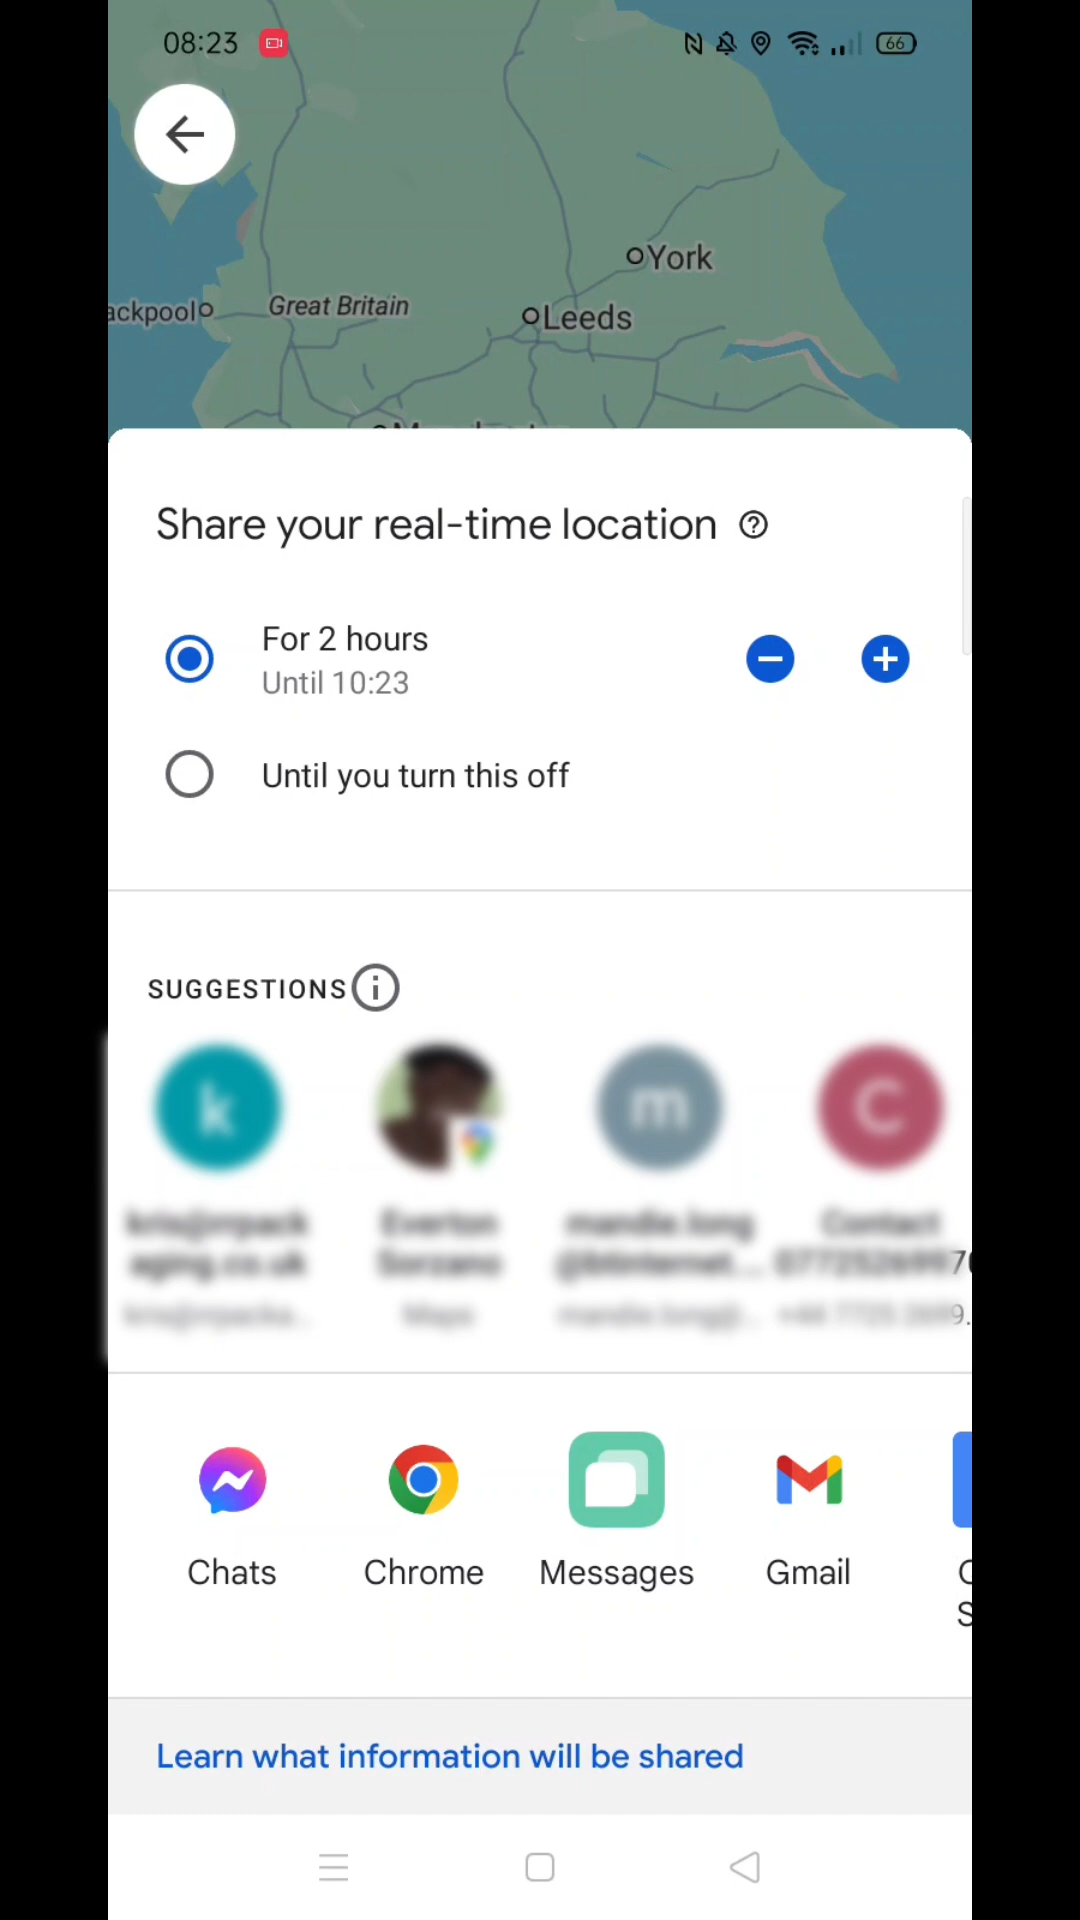 08:23
66
York
ackpool
Great Britain
Leeds
Share your real-time location
For 2 hours
Until 10:23
Until you turn this off
SUGGESTIONS
k
m
C
Chats
Chrome
Messages
Gmail
Learn what information will be shared